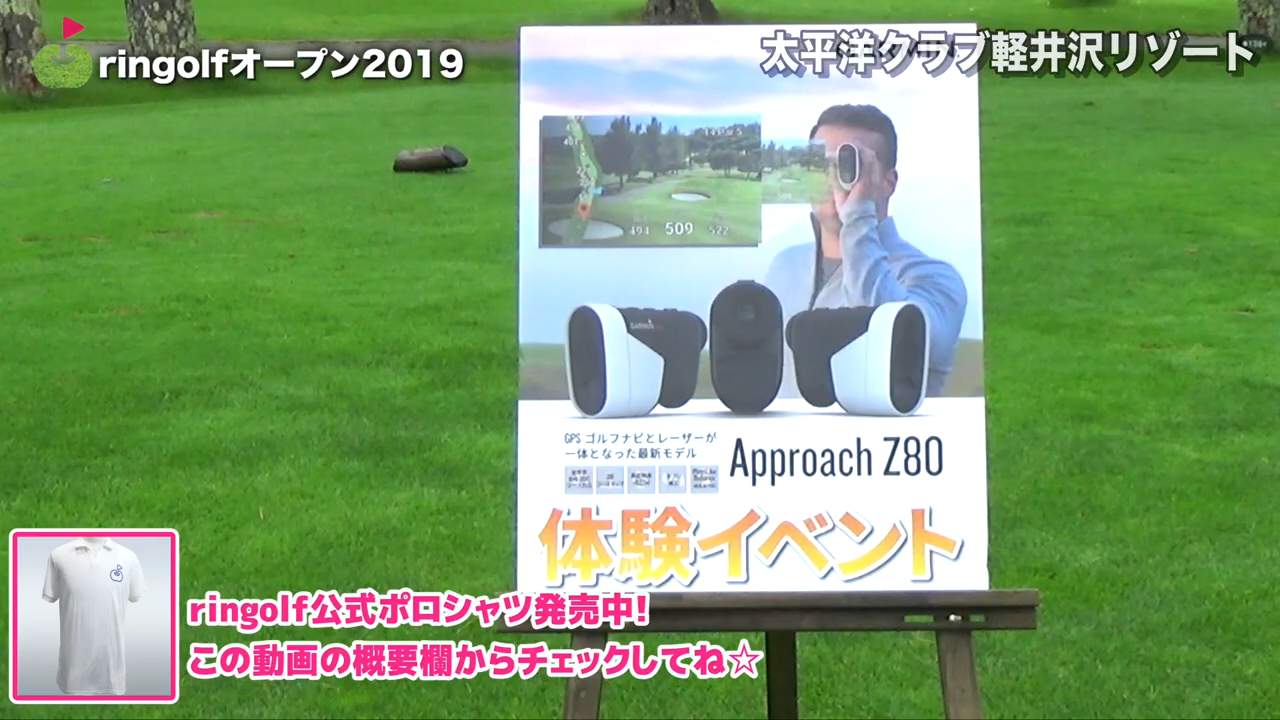 ringolfオープン2019
太平洋クラブ軽井沢リゾート
494 509 522
GARMIN
GPS ゴルフナビとレーザーが
一体となった最新モデル
Approach Z80
体験イベント
ringolf公式ポロシャツ発売中!
この動画の概要欄からチェックしてね☆